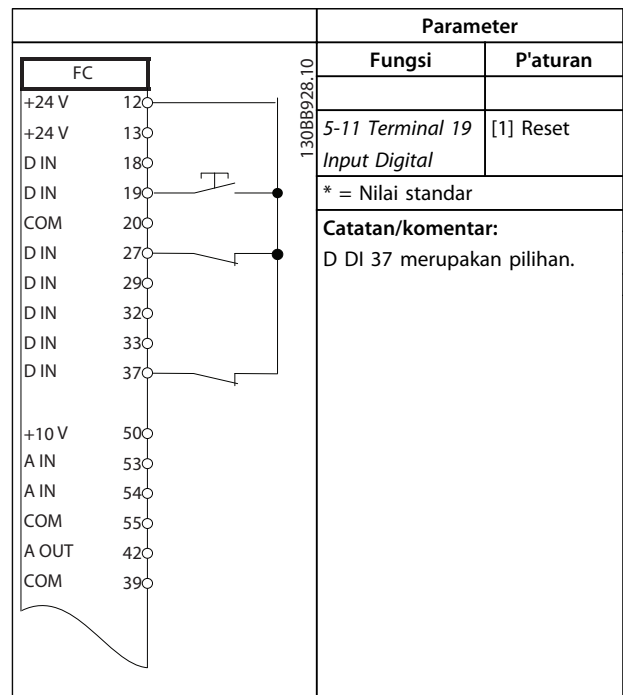 Parameter
Fungsi P'aturan
FC
130BB928.10
+24 V 12
+24 V 13
D IN 18
D IN 19
COM 20
D IN 27
D IN 29
D IN 32
D IN 33
D IN 37
+10 V 50
A IN 53
A IN 54
COM 55
A OUT 42
COM 39
5-11 Terminal 19 [1] Reset
Input Digital
* = Nilai standar
Catatan/komentar:
D DI 37 merupakan pilihan.